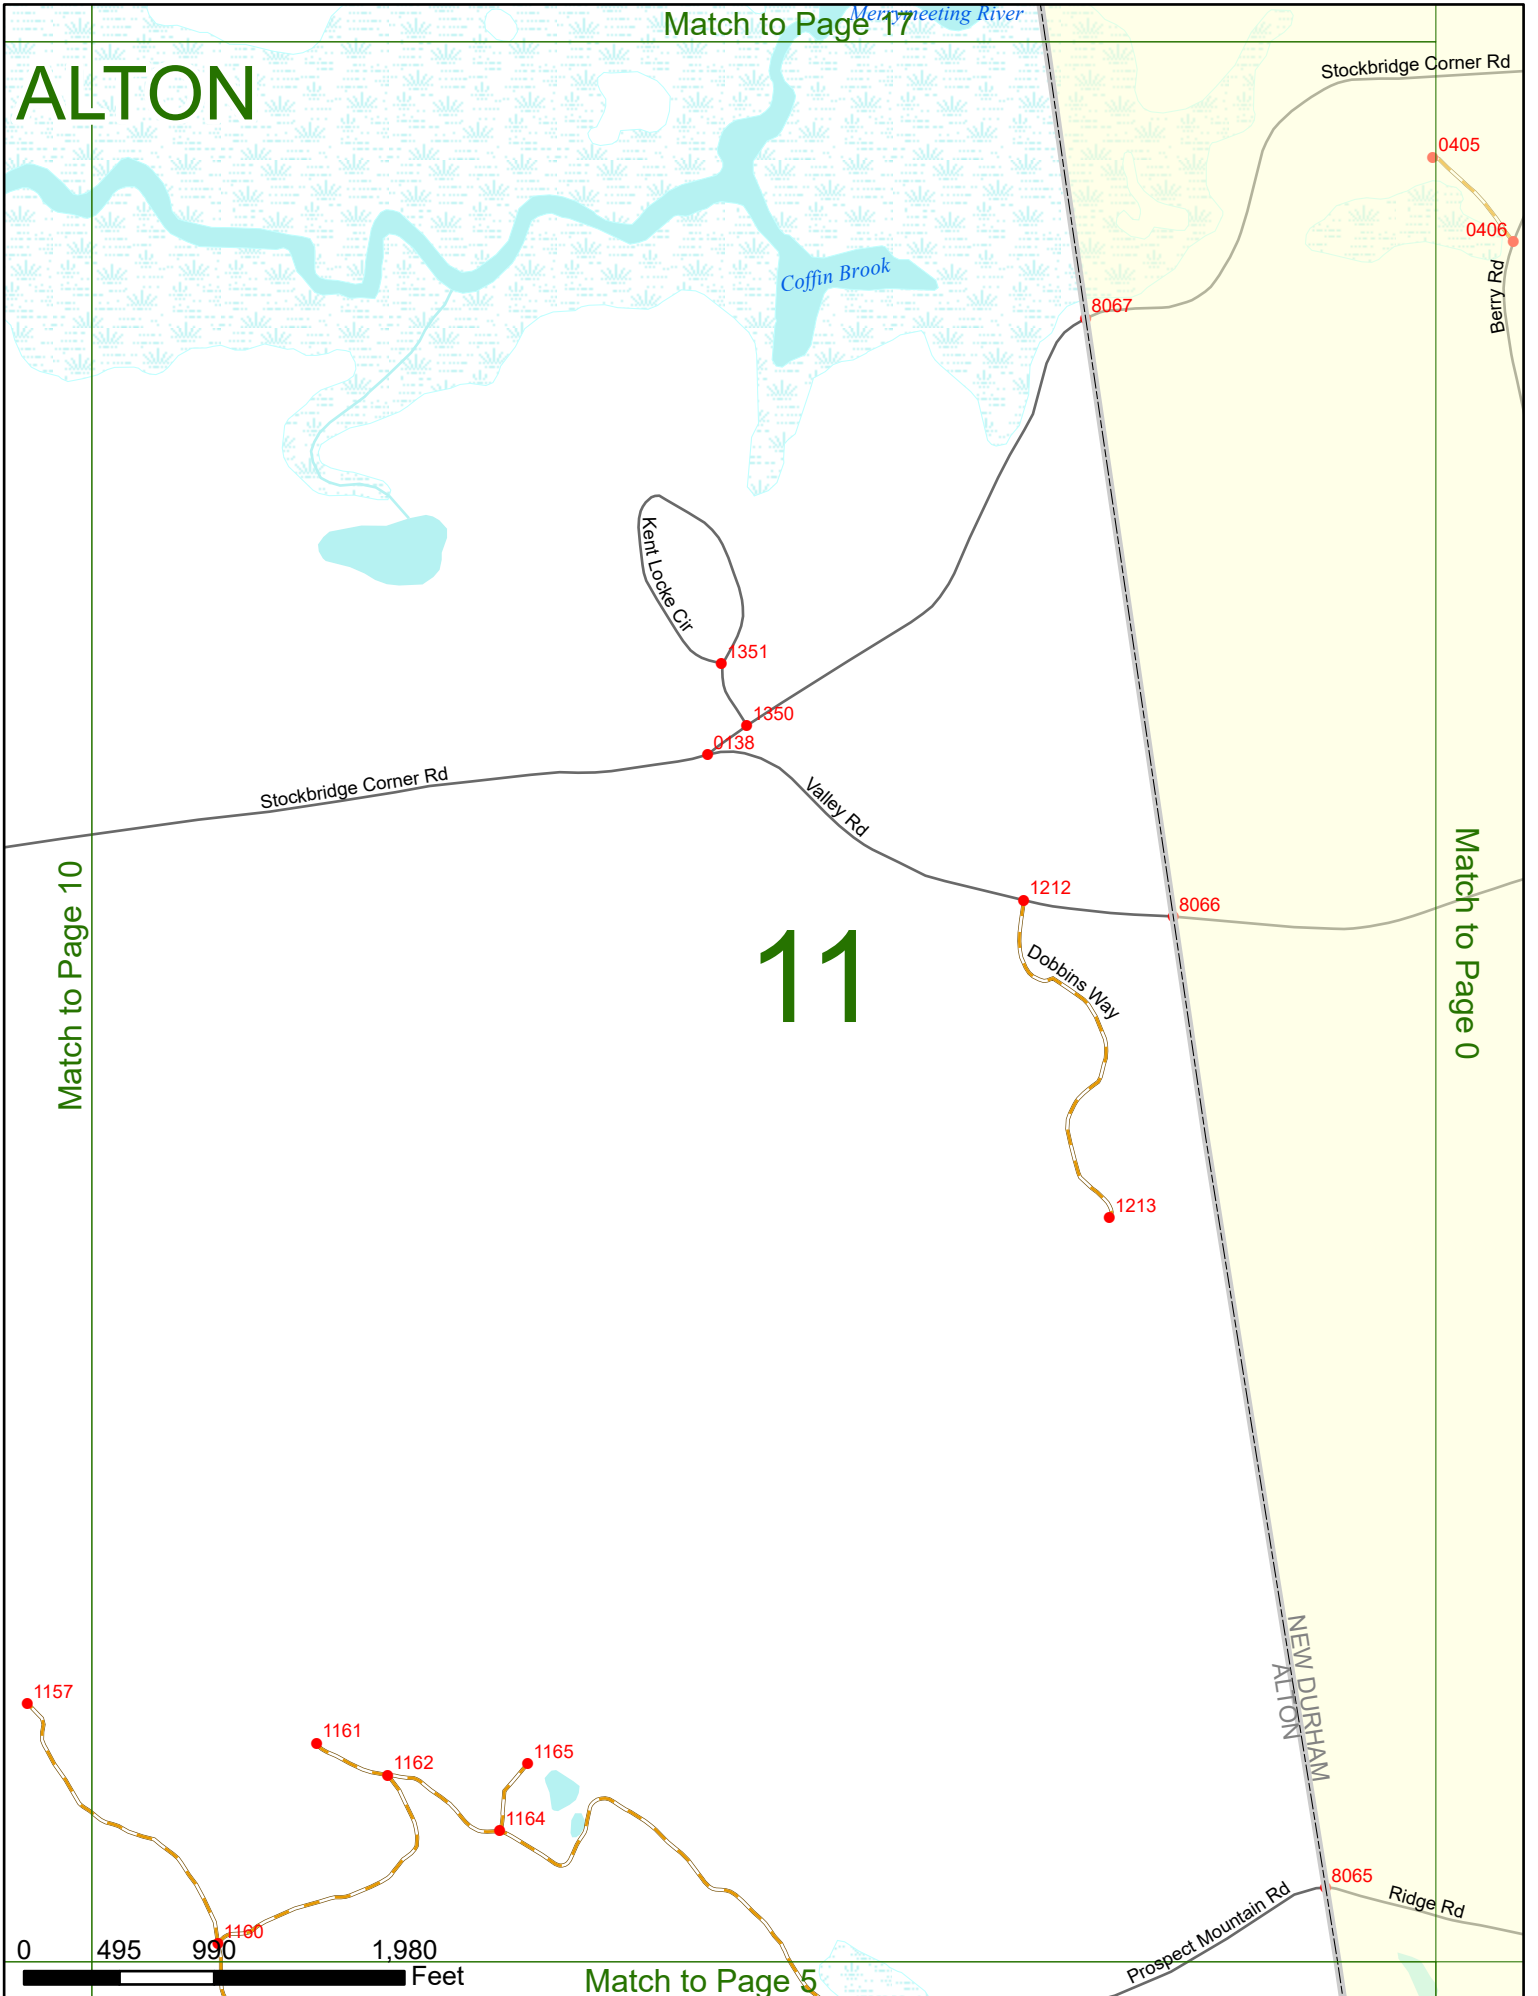 Merrymeeting River
Match to Page 17
ALTON
Stockbridge Corner Rd
0405
0406
Berry Rd
Coffin Brook
8067
Kent Locke Cir
1351
1350
0138
Stockbridge Corner Rd
Valley Rd
Match to Page 10
Match to Page 0
1212
8066
11
Dobbins Way
1213
NEW DURHAM
ALTON
1157
1161
1162
1165
1164
8065
Ridge Rd
Prospect Mountain Rd
1160
0 495 990 1,980
Feet
Match to Page 5